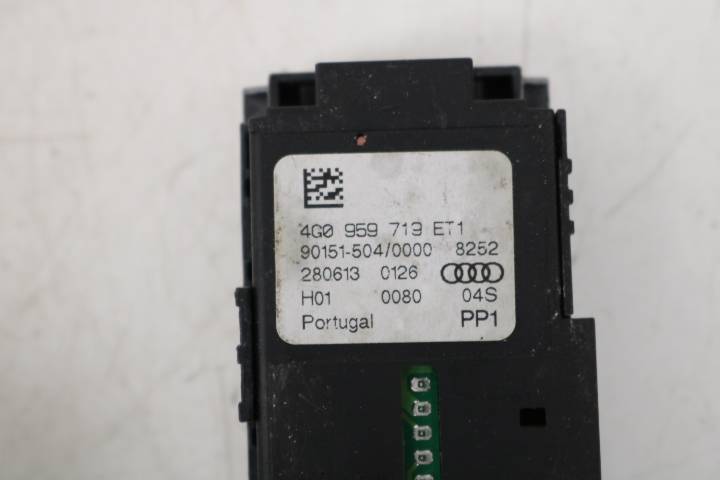 4G0 959 719 ET1
90151-504/0000 8252
280613 0126
H01 0080 04S
Portugal PP1